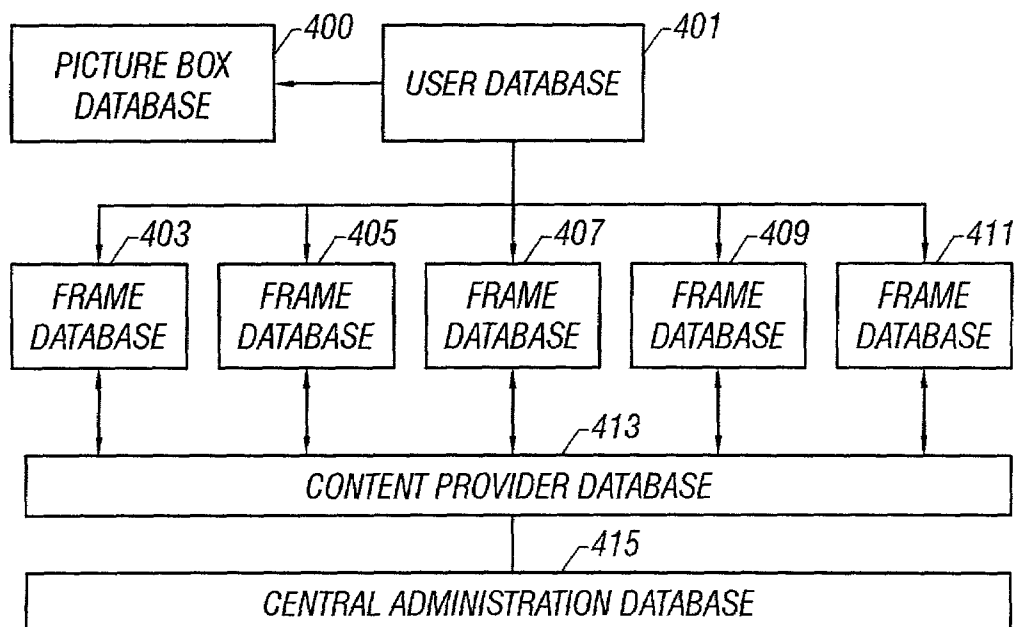 400
401
PICTURE BOX
DATABASE
USER DATABASE
403
405
407
409
411
FRAME
DATABASE
FRAME
DATABASE
FRAME
DATABASE
FRAME
DATABASE
FRAME
DATABASE
413
CONTENT PROVIDER DATABASE
415
CENTRAL ADMINISTRATION DATABASE